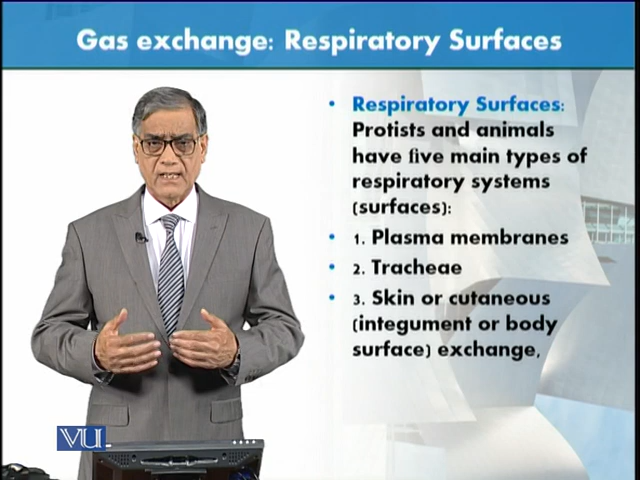 Gas exchange: Respiratory Surfaces
• Respiratory Surfaces:
Protists and animals
have five main types of
respiratory systems
(surfaces):
• 1. Plasma membranes
• 2. Tracheae
• 3. Skin or cutaneous
(integument or body
surface) exchange,
VU